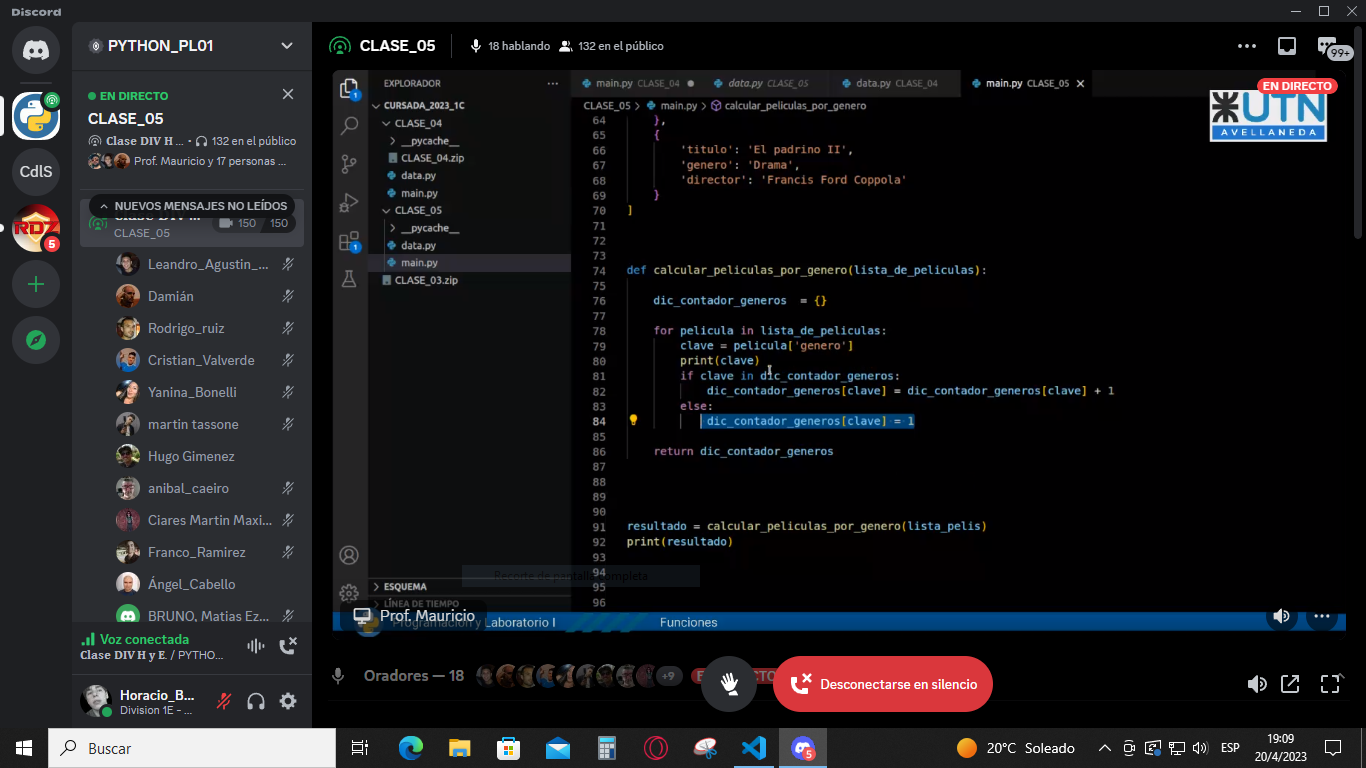 Discord
PYTHON_PL01
EN DIRECTO
CLASE_05
Clase DIV H ... • 132 en el público
Prof. Mauricio y 17 personas ...
NUEVOS MENSAJES NO LEÍDOS
CLASE_05
150 150
Leandro_Agustin_...
Damián
Rodrigo_ruiz
Cristian_Valverde
Yanina_Bonelli
martin tassone
Hugo Gimenez
anibal_caeiro
Ciares Martin Maxi...
Franco_Ramirez
Ángel_Cabello
BRUNO, Matias Ez...
Voz conectada
Clase DIV H y E. / PYTHO...
Horacio_B...
Division 1E – ...
CdlS
RDZ
5
CLASE_05
18 hablando 132 en el público
99+
EN DIRECTO
UTN
AVELLANEDA
EXPLORADOR ...
CURSADA_2023_1C
CLASE_04
__pycache__
CLASE_04.zip
data.py
main.py
CLASE_05
__pycache__
data.py
main.py
CLASE_03.zip
ESQUEMA
LÍNEA DE TIEMPO
1
1
main.py CLASE_04
data.py CLASE_05
data.py CLASE_04
main.py CLASE_05
CLASE_05 > main.py > calcular_peliculas_por_genero
64 },
65 {
66 'titulo': 'El padrino II',
67 'genero': 'Drama',
68 'director': 'Francis Ford Coppola'
69 }
70 ]
71
72
73
74 def calcular_peliculas_por_genero(lista_de_peliculas):
75
76 dic_contador_generos = {}
77
78 for pelicula in lista_de_peliculas:
79 clave = pelicula['genero']
80 print(clave)
81 if clave in dic_contador_generos:
82 dic_contador_generos[clave] = dic_contador_generos[clave] + 1
83 else:
84 dic_contador_generos[clave] = 1
85
86 return dic_contador_generos
87
88
89
90
91 resultado = calcular_peliculas_por_genero(lista_pelis)
92 print(resultado)
93
94
95
96
Recorte de pantalla completa
Prof. Mauricio
Programación y Laboratorio I
Funciones
Oradores — 18
+9
Desconectarse en silencio
Buscar
5
20°C Soleado
ESP
19:09
20/4/2023